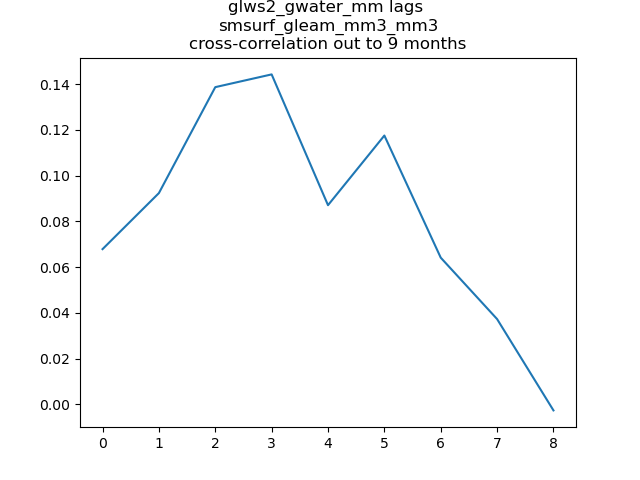 glws2_gwater_mm lags
smsurf_gleam_mm3_mm3
cross-correlation out to 9 months
0.14
0.12
0.10
0.08
0.06
0.04
0.02
0.00
0 1 2 3 4 5 6 7 8